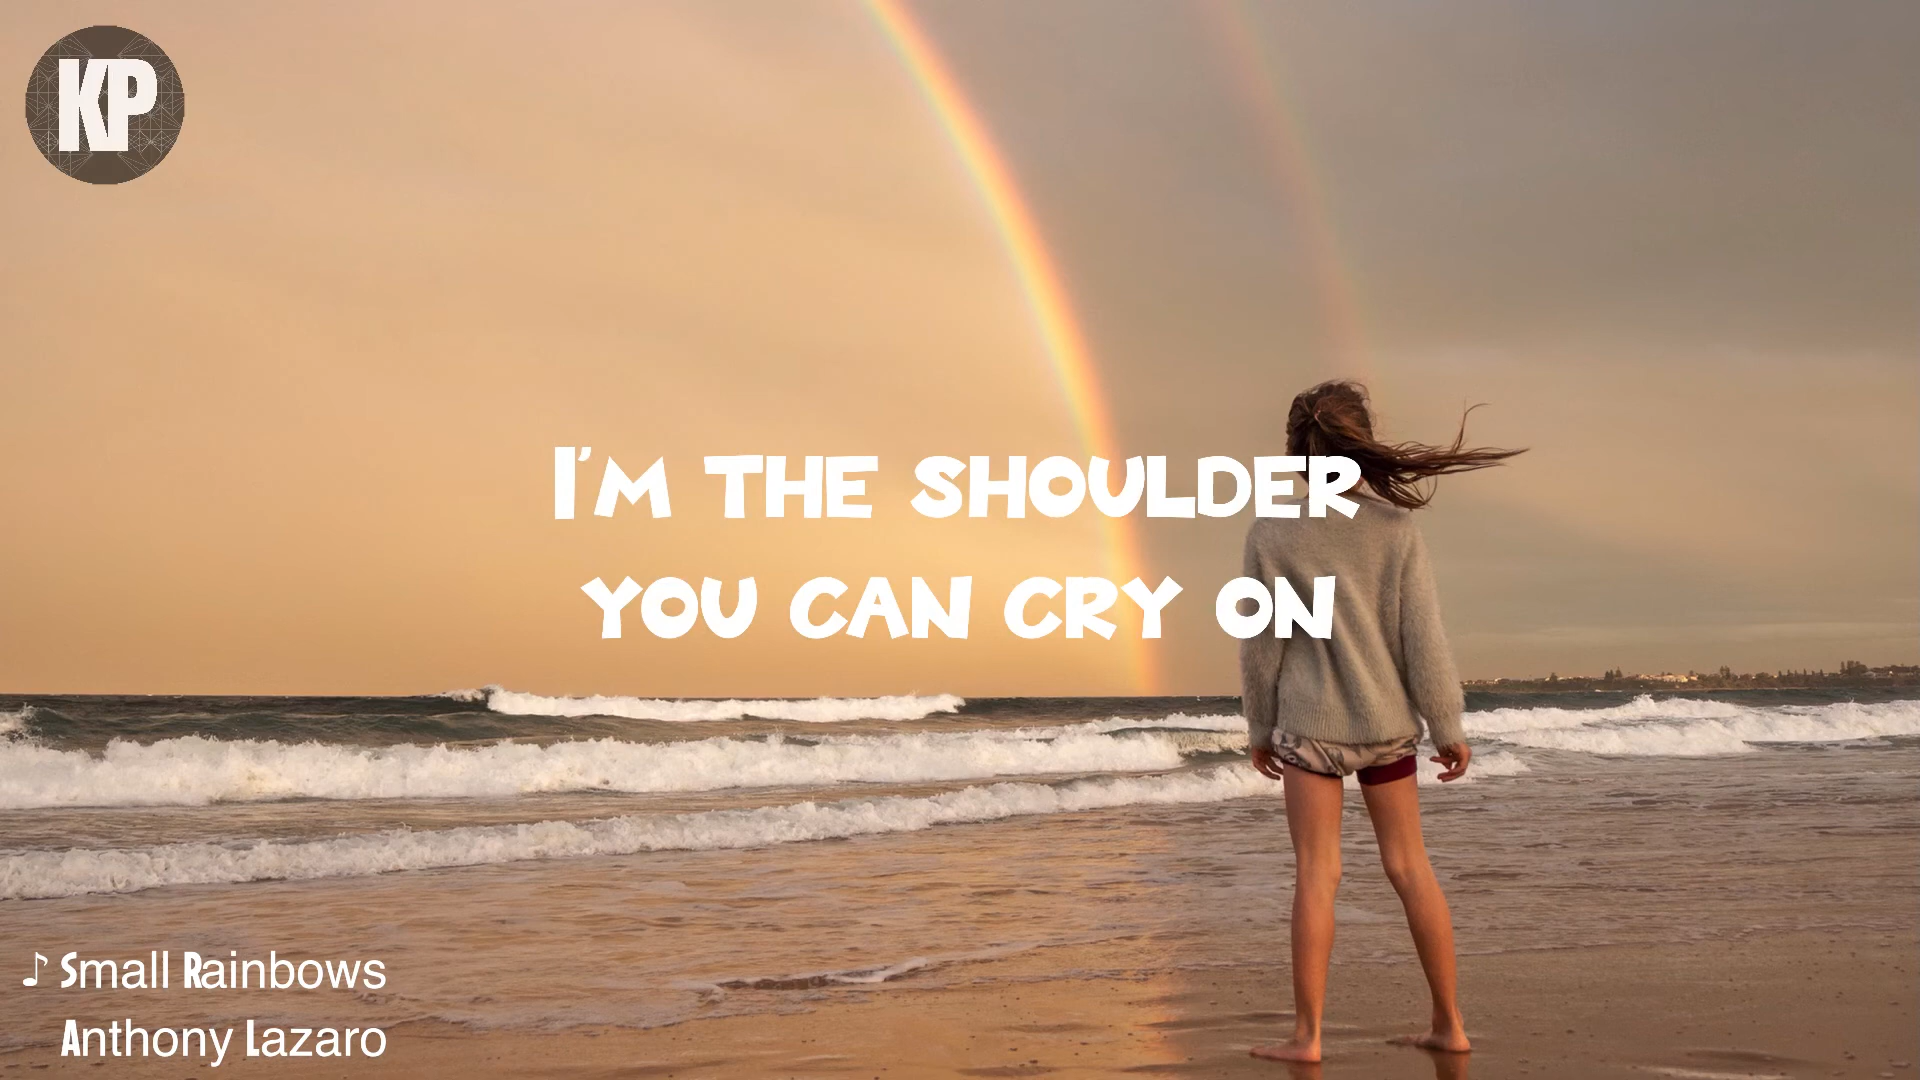 KP
I'M THE SHOULDER
YOU CAN CRY ON
♪ Small Rainbows
Anthony Lazaro